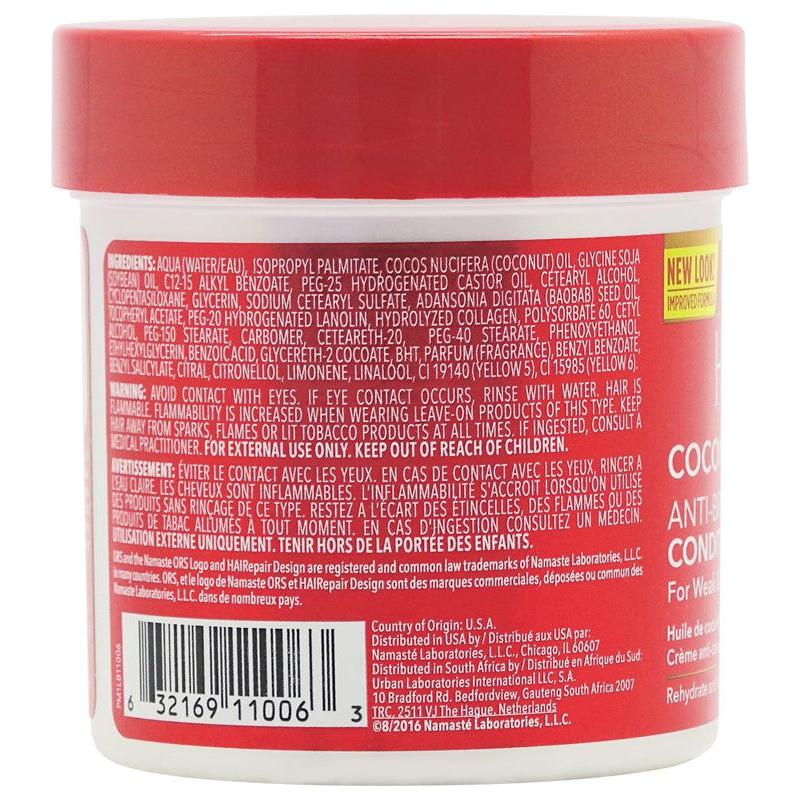 INGREDIENTS: AQUA (WATER/EAU), ISOPROPYL PALMITATE, COCOS NUCIFERA (COCONUT) OIL, GLYCINE SOJA
(SOYBEAN) OIL, C12-15 ALKYL BENZOATE, PEG-25 HYDROGENATED CASTOR OIL, CETEARYL ALCOHOL,
CYCLOPENTASILOXANE, GLYCERIN, SODIUM CETEARYL SULFATE, ADANSONIA DIGITATA (BAOBAB) SEED OIL,
TOCOPHERYL ACETATE, PEG-20 HYDROGENATED LANOLIN, HYDROLYZED COLLAGEN, POLYSORBATE 60, CETYL
ALCOHOL, PEG-150 STEARATE, CARBOMER, CETEARETH-20, PEG-40 STEARATE, PHENOXYETHANOL,
ETHYLHEXYLGLYCERIN, BENZOIC ACID, GLYCERETH-2 COCOATE, BHT, PARFUM (FRAGRANCE), BENZYL BENZOATE,
BENZYL SALICYLATE, CITRAL, CITRONELLOL, LIMONENE, LINALOOL, CI 19140 (YELLOW 5), CI 15985 (YELLOW 6).
WARNING: AVOID CONTACT WITH EYES. IF EYE CONTACT OCCURS, RINSE WITH WATER. HAIR IS
FLAMMABLE. FLAMMABILITY IS INCREASED WHEN WEARING LEAVE-ON PRODUCTS OF THIS TYPE. KEEP
HAIR AWAY FROM SPARKS, FLAMES OR LIT TOBACCO PRODUCTS AT ALL TIMES. IF INGESTED, CONSULT A
MEDICAL PRACTITIONER. FOR EXTERNAL USE ONLY. KEEP OUT OF REACH OF CHILDREN.
AVERTISSEMENT: ÉVITER LE CONTACT AVEC LES YEUX. EN CAS DE CONTACT AVEC LES YEUX, RINCER A
L'EAU CLAIRE. LES CHEVEUX SONT INFLAMMABLES. L'INFLAMMABILITÉ S'ACCROIT LORSQU'ON UTILISE
DES PRODUITS SANS RINÇAGE DE CE TYPE. RESTEZ À L'ÉCART DES ÉTINCELLES, DES FLAMMES OU DES
PRODUITS DE TABAC ALLUMÉS A TOUT MOMENT. EN CAS D'INGESTION CONSULTEZ UN MÉDECIN.
UTILISATION EXTERNE UNIQUEMENT. TENIR HORS DE LA PORTÉE DES ENFANTS.
ORS and the Namaste ORS Logo and HAIRepair Design are registered and common law trademarks of Namaste Laboratories, L.L.C.
in many countries. ORS, et le logo de Namaste ORS et HAIRepair Design sont des marques commerciales, déposées ou commun des
Namaste Laboratories, L.L.C. dans de nombreux pays.
PM1LB11006
6 32169 11006 3
Country of Origin: U.S.A.
Distributed in USA by / Distribué aux USA par:
Namasté Laboratories, L.L.C., Chicago, IL 60607
Distributed in South Africa by / Distribué en Afrique du Sud:
Urban Laboratories International LLC, S.A.
10 Bradford Rd. Bedfordview, Gauteng South Africa 2007
TRC, 2511 VJ The Hague, Netherlands
©8/2016 Namasté Laboratories, L.L.C.
NEW LOOK!
IMPROVED FORMULA
H
COCO
ANTI-B
CONDI
For Weak
Huile de coco
Crème anti-
Rehydrate